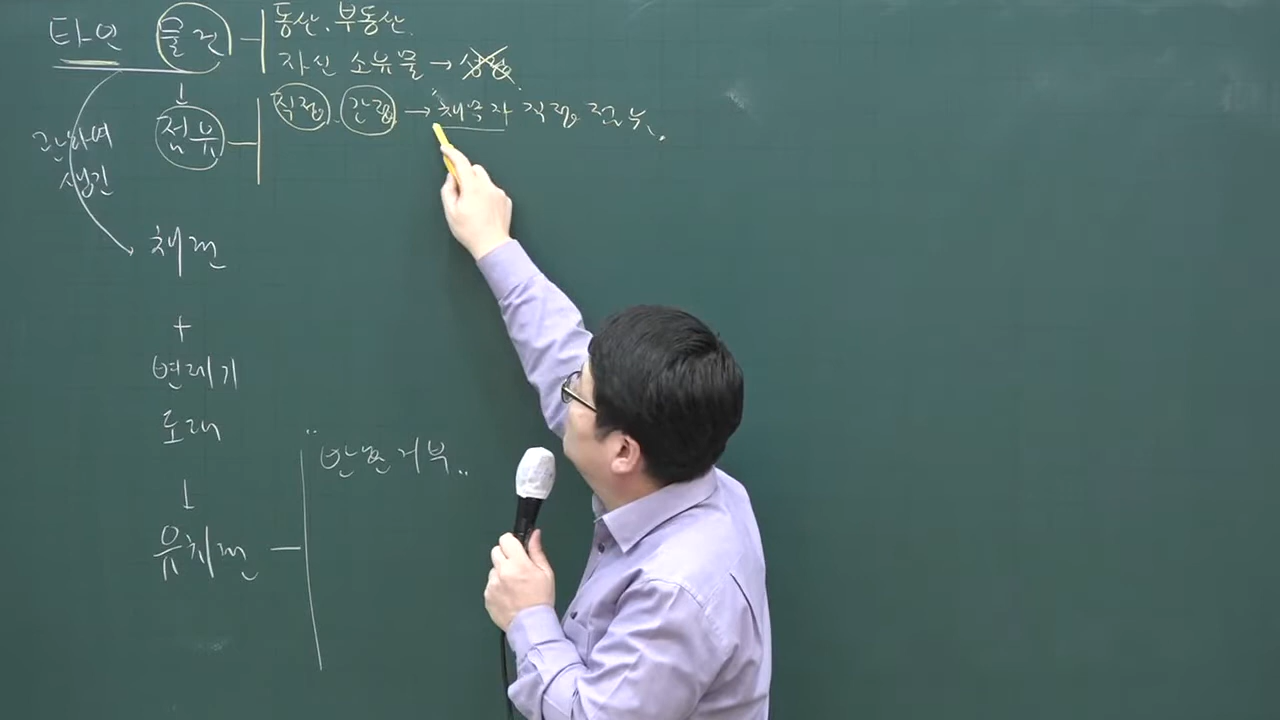 타인 물건 동산. 부동산.
자신 소유물 → 성립
점유 직접. 간접 → 채무자 직접 점유.
관하여
생긴
채권
+
변제기
도래
↓
유치권 "반환거부"